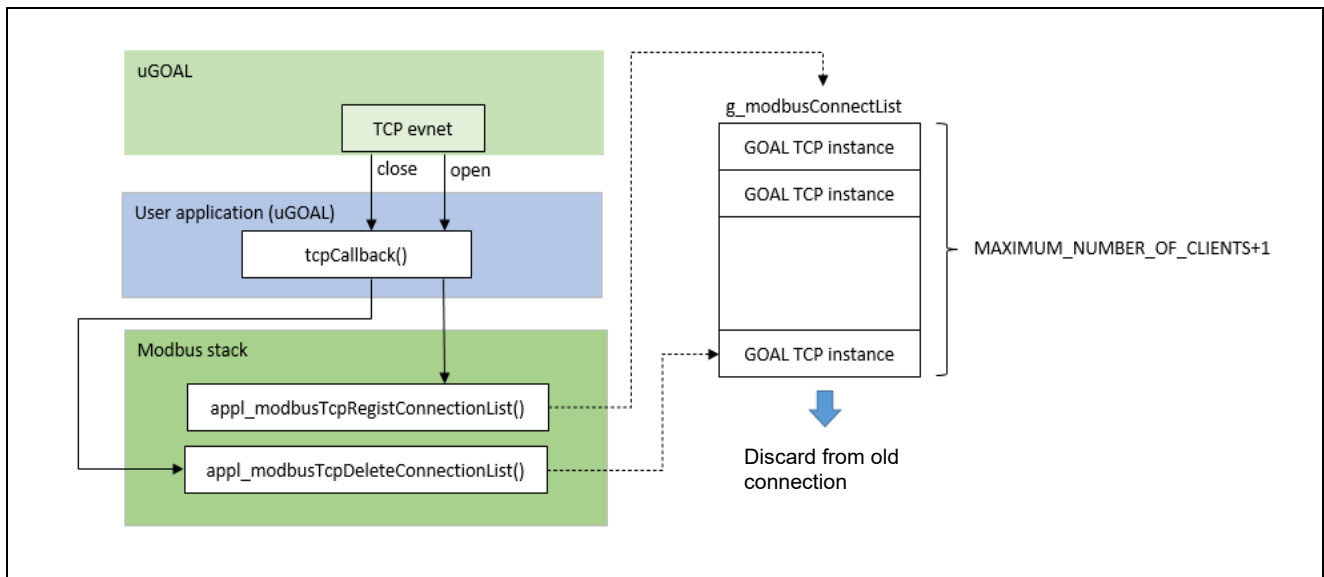 uGOAL
TCP evnet
close
open
User application (uGOAL)
tcpCallback()
Modbus stack
appl_modbusTcpRegistConnectionList()
appl_modbusTcpDeleteConnectionList()
g_modbusConnectList
GOAL TCP instance
GOAL TCP instance
GOAL TCP instance
MAXIMUM_NUMBER_OF_CLIENTS+1
Discard from old
connection